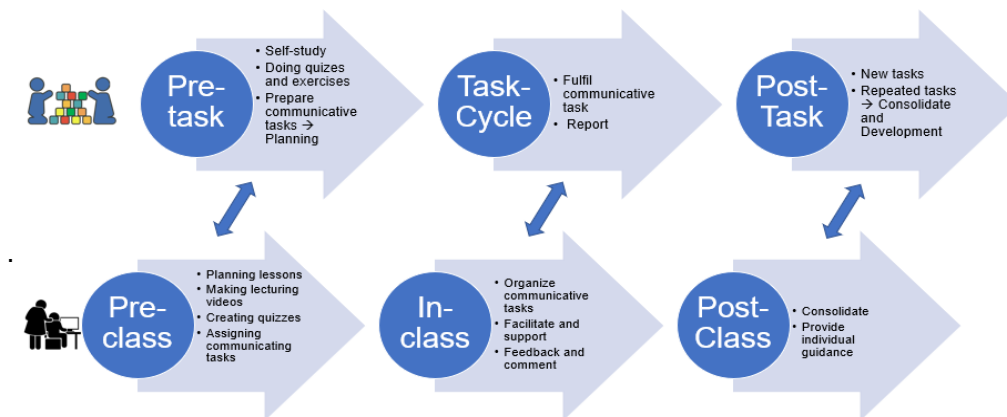 Pre-
task
• Self-study
• Doing quizes
and exercises
• Prepare
communicative
tasks →
Planning
Task-
Cycle
• Fulfil
communicative
task
• Report
Post-
Task
• New tasks
• Repeated tasks
→ Consolidate
and
Development
.
Pre-
class
• Planning lessons
• Making lecturing
videos
• Creating quizzes
• Assigning
communicating
tasks
In-
class
• Organize
communicative
tasks
• Facilitate and
support
• Feedback and
comment
Post-
Class
• Consolidate
• Provide
individual
guidance